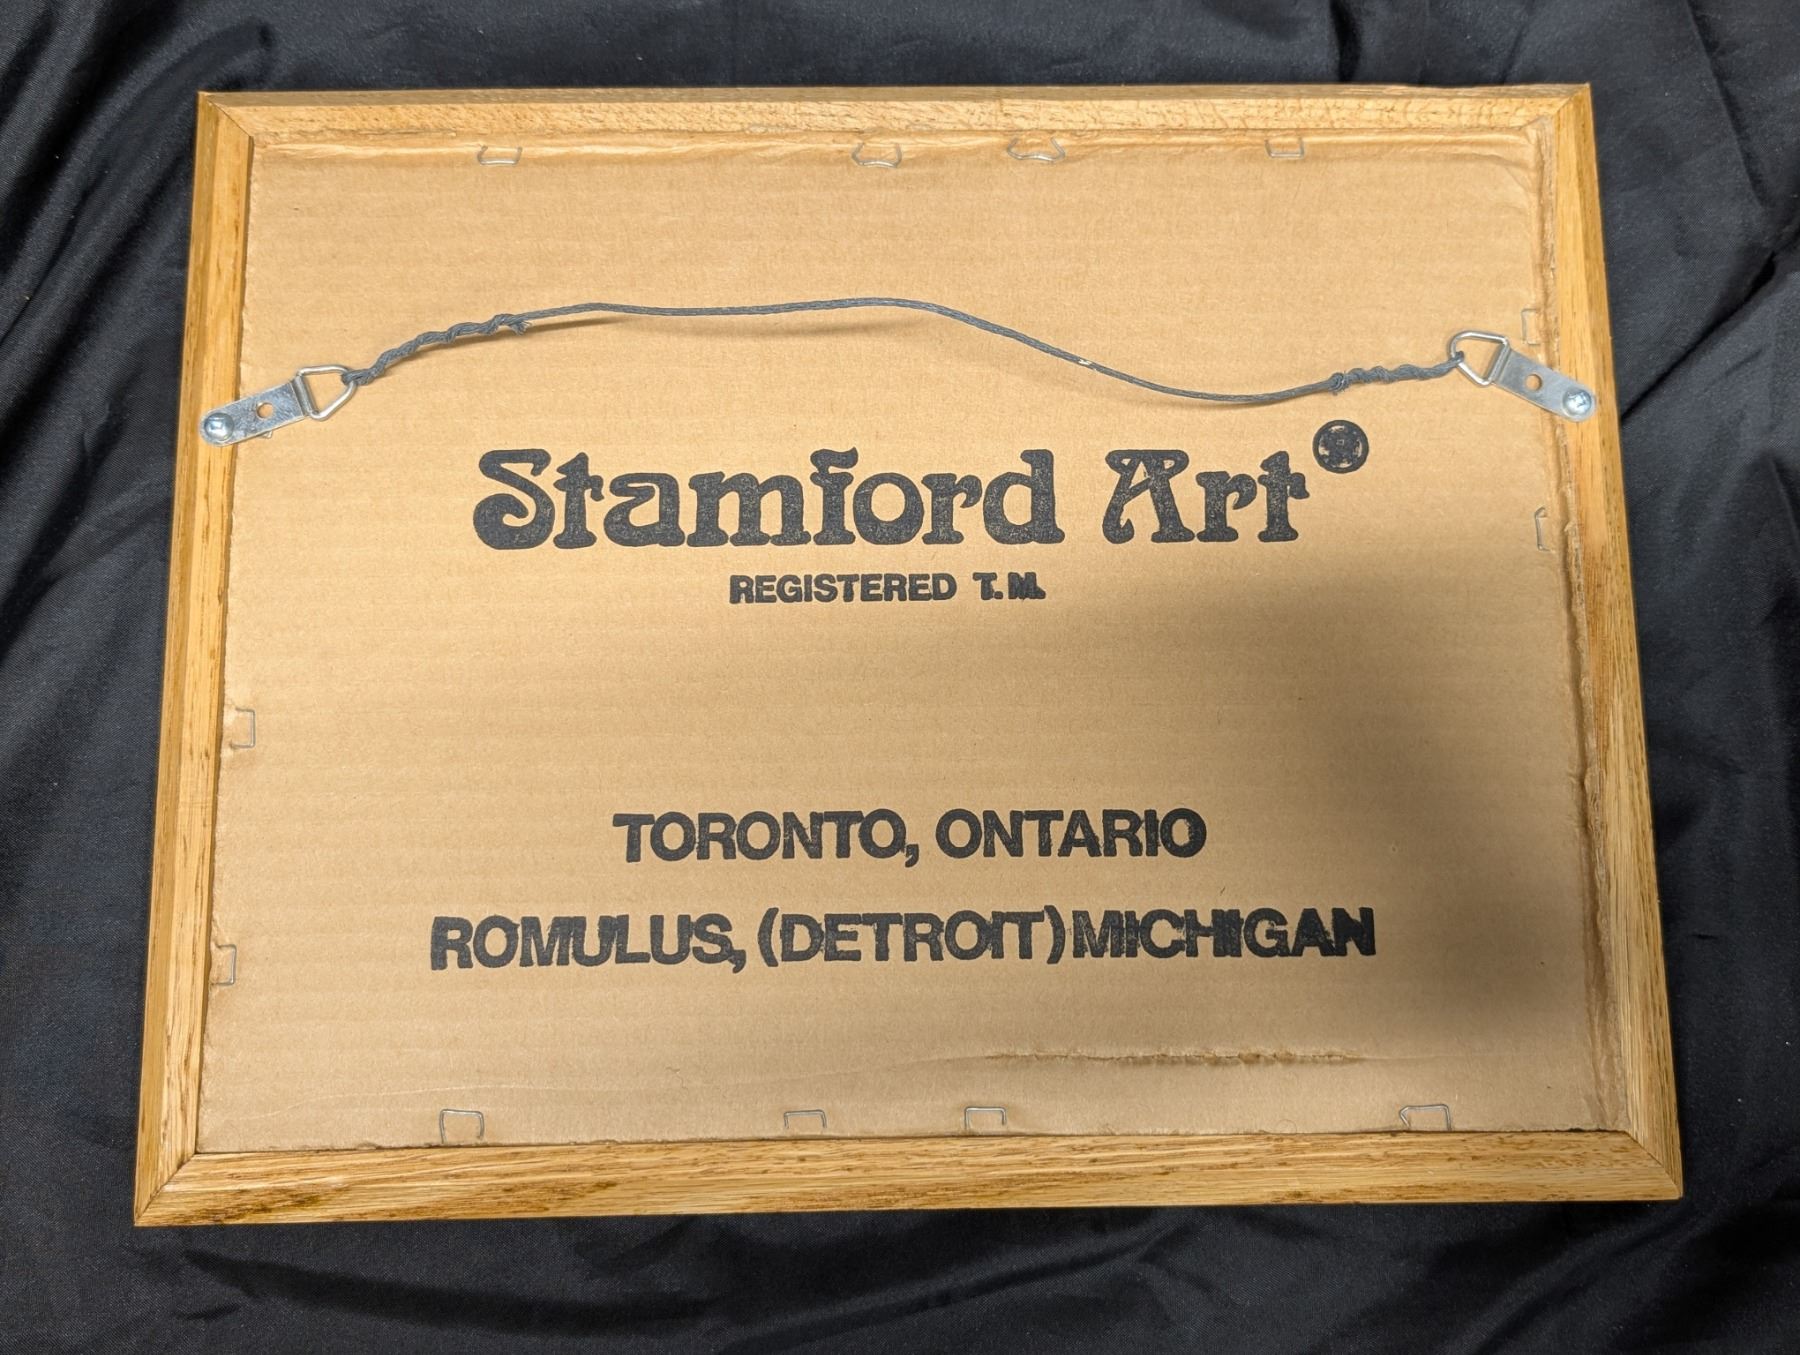 Stamford Art®
REGISTERED T.M.
TORONTO, ONTARIO
ROMULUS, (DETROIT) MICHIGAN